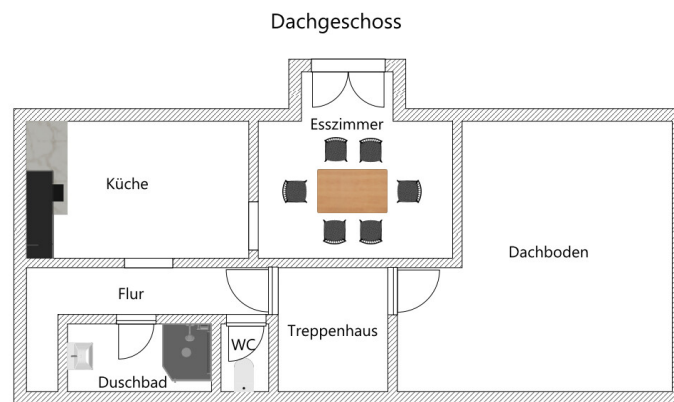 Dachgeschoss
Esszimmer
Küche
Dachboden
Flur
Treppenhaus
WC
Duschbad